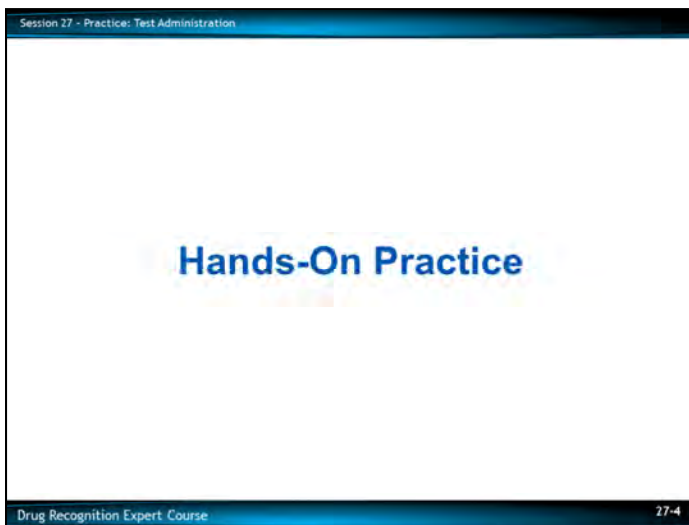 Session 27 - Practice: Test Administration
Hands-On Practice
Drug Recognition Expert Course
27-4